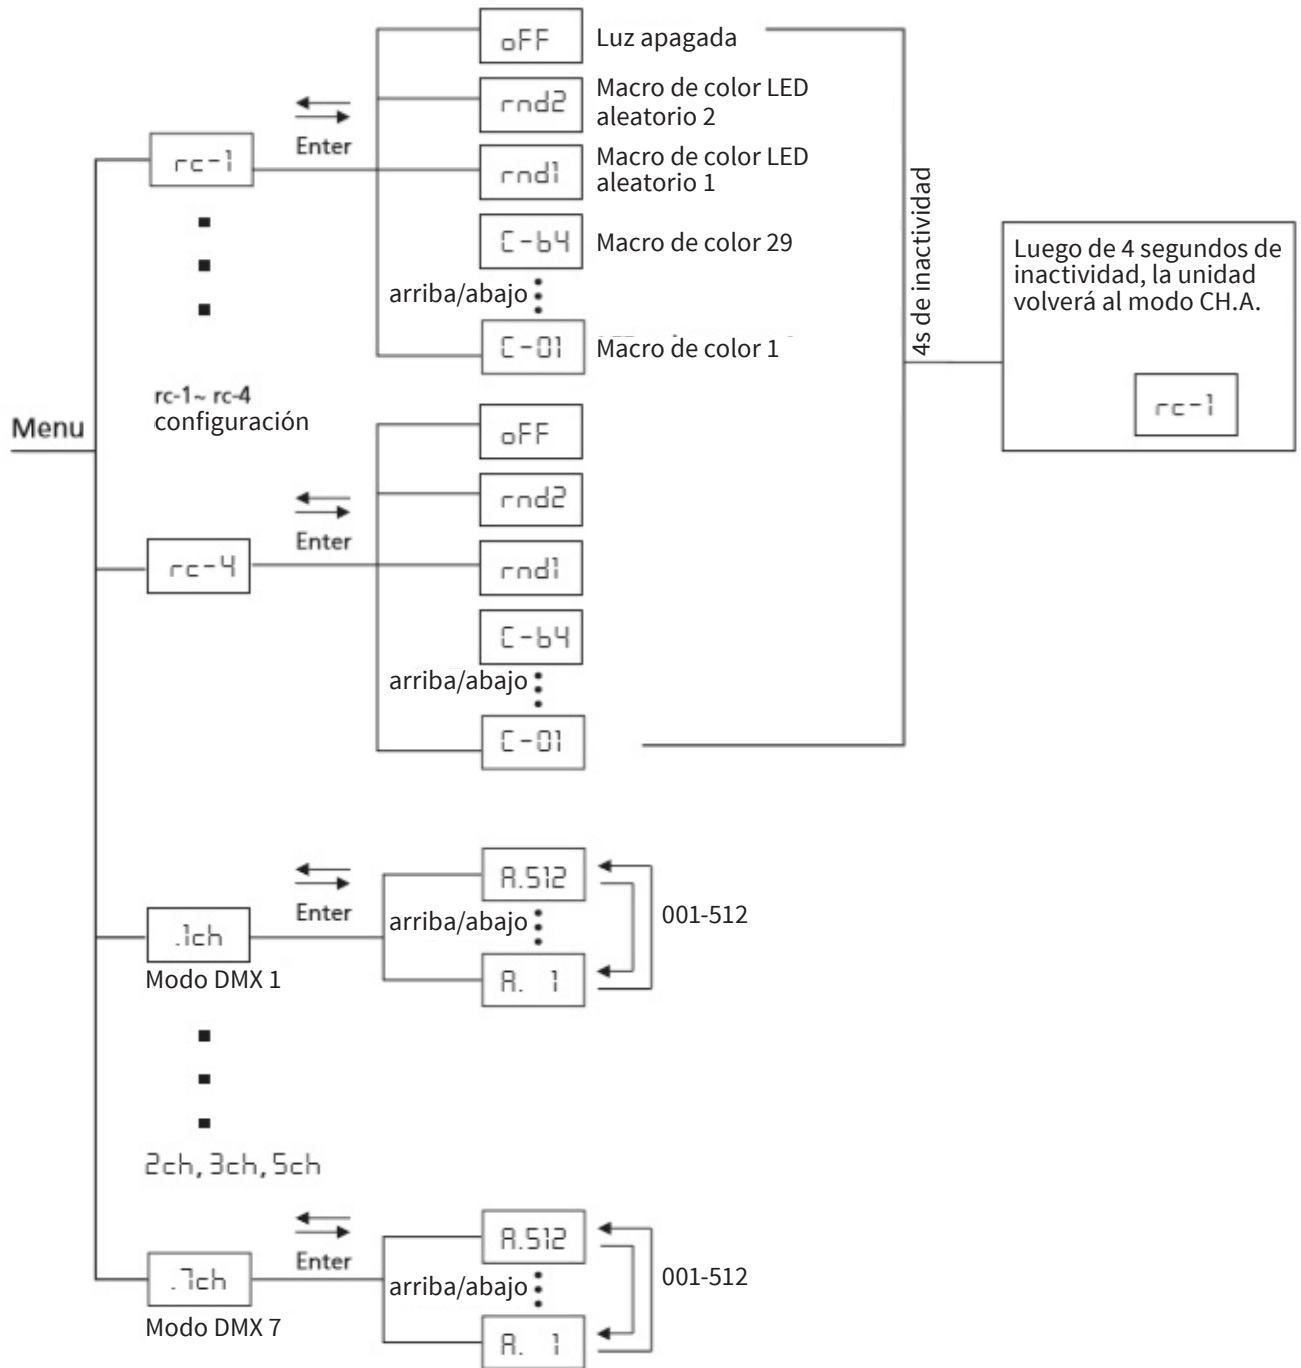 oFF Luz apagada
rnd2 Macro de color LED
aleatorio 2
Enter
rc-1
rnd1 Macro de color LED
aleatorio 1
C-b4 Macro de color 29
arriba/abajo
C-01 Macro de color 1
4s de inactividad
Luego de 4 segundos de
inactividad, la unidad
volverá al modo CH.A.
rc-1
rc-1~ rc-4
configuración
Menu
oFF
rnd2
Enter
rc-4
rnd1
C-b4
arriba/abajo
C-01
Enter
A.512
arriba/abajo
001-512
.1ch
A. 1
Modo DMX 1
2ch, 3ch, 5ch
Enter
A.512
arriba/abajo
001-512
.7ch
A. 1
Modo DMX 7